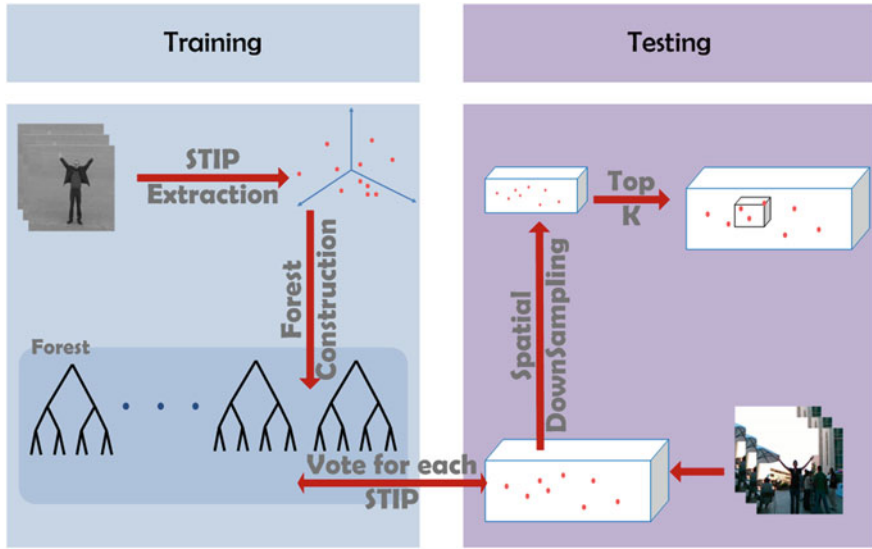 Training
Testing
STIP
Extraction
Forest
Construction
Forest
Vote for each
STIP
Spatial
DownSampling
Top
K